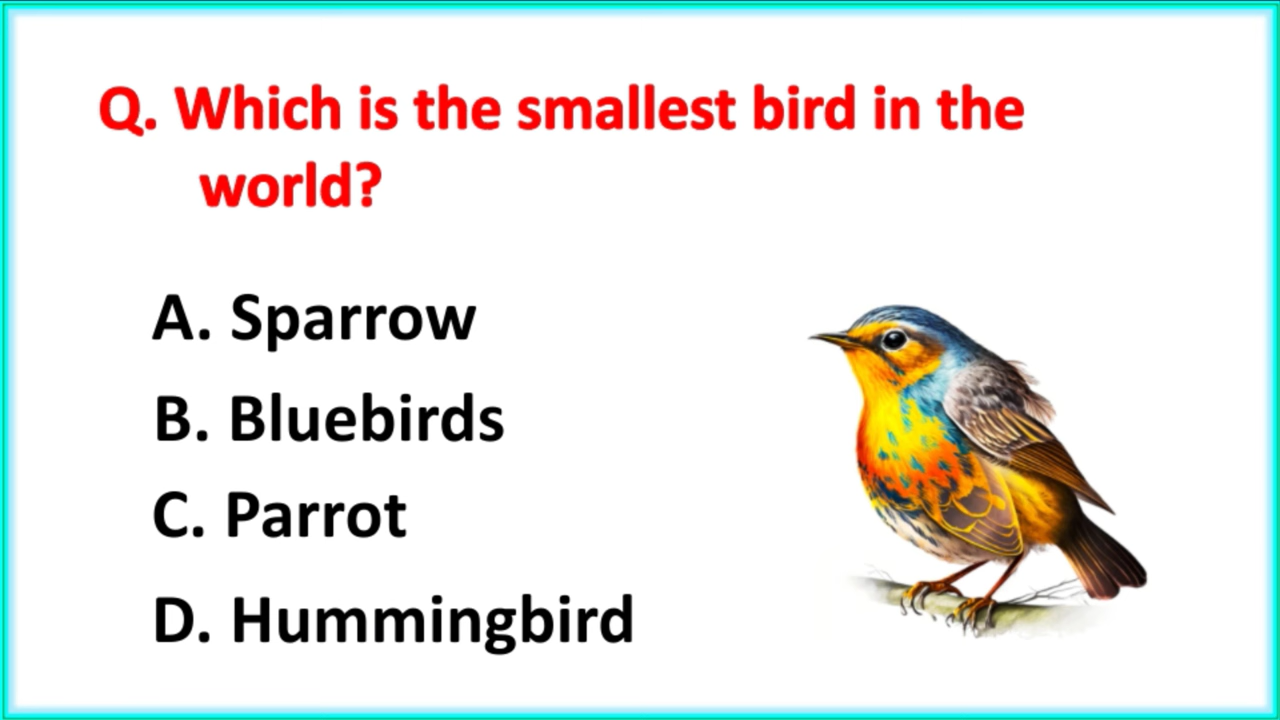 Q. Which is the smallest bird in the
world?
A. Sparrow
B. Bluebirds
C. Parrot
D. Hummingbird